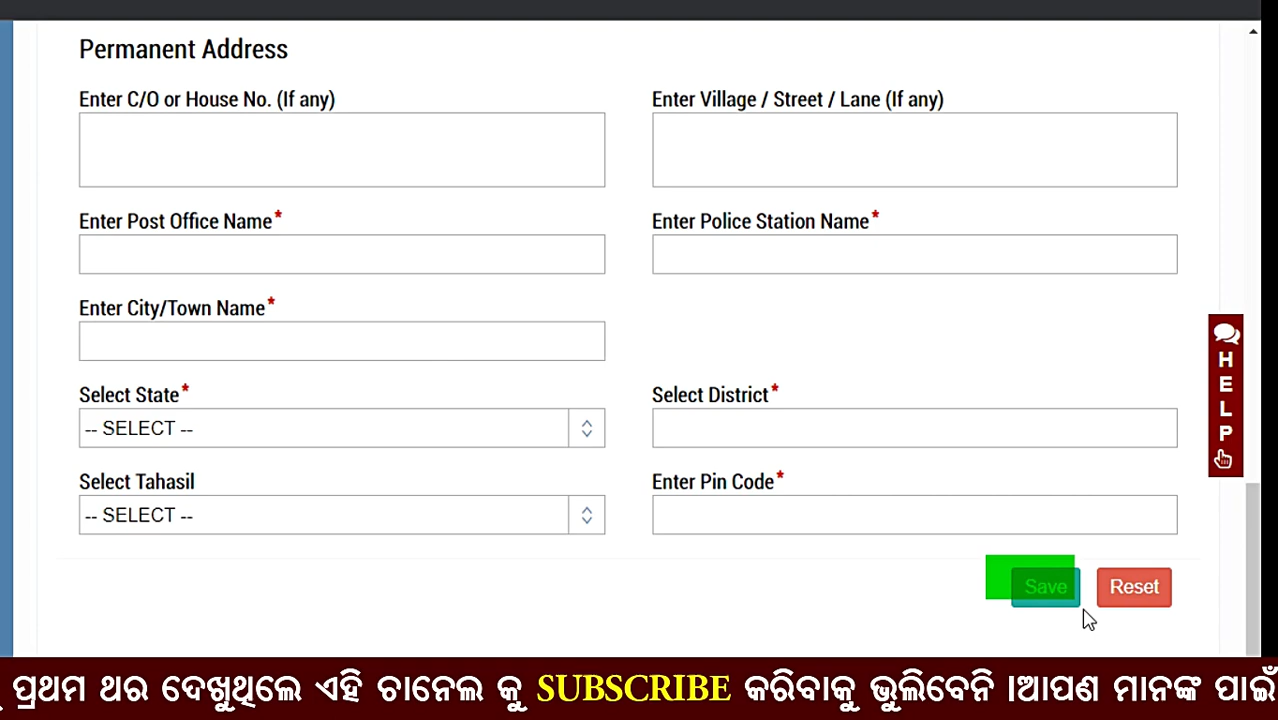 Permanent Address
Enter C/O or House No. (If any)
Enter Village / Street / Lane (If any)
Enter Post Office Name*
Enter Police Station Name*
Enter City/Town Name*
Select State*
Select District*
-- SELECT --
Select Tahasil
Enter Pin Code*
-- SELECT --
Save
Reset
HELP
ପ୍ରଥମ ଥର ଦେଖୁଥିଲେ ଏହି ଚାନେଲ କୁ SUBSCRIBE କରିବାକୁ ଭୁଲିବେନି ।ଆପଣ ମାନଙ୍କ ପାଇଁ